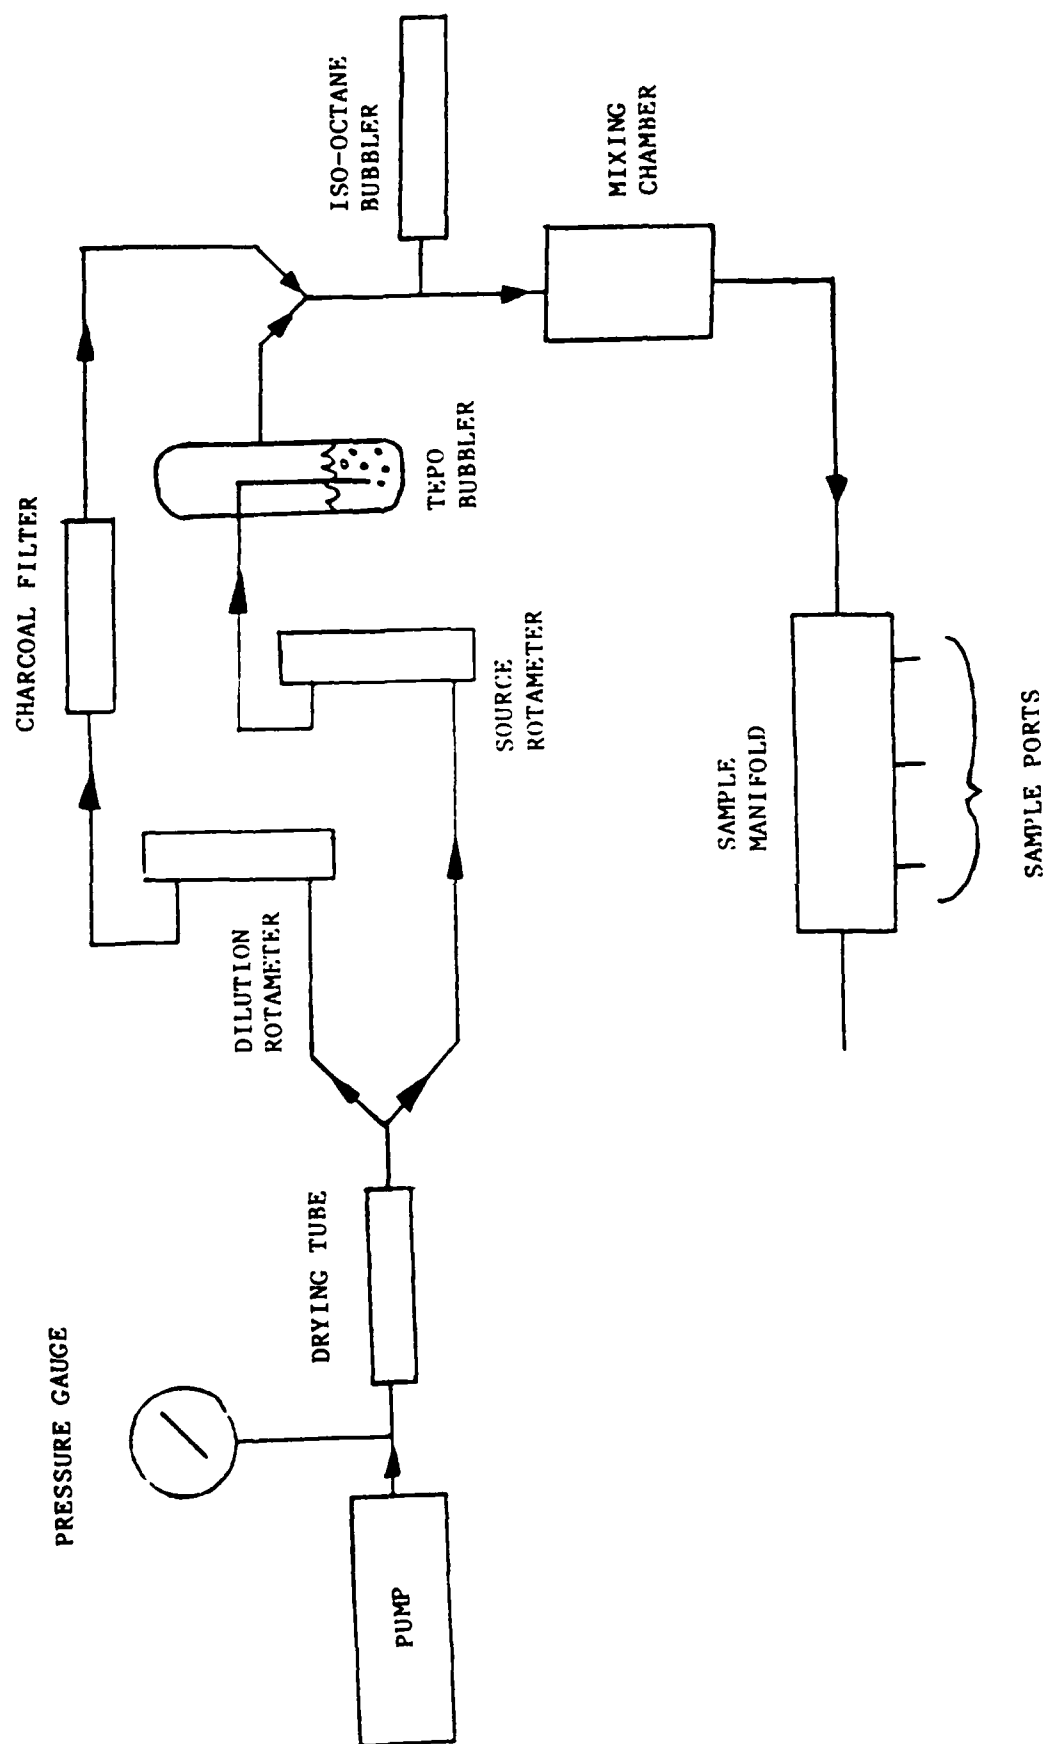 PRESSURE GAUGE
PUMP
DRYING TUBE
DILUTION
ROTAMETER
CHARCOAL FILTER
SOURCE
ROTAMETER
TEPO
BUBBLER
ISO-OCTANE
BUBBLER
MIXING
CHAMBER
SAMPLE
MANIFOLD
SAMPLE PORTS